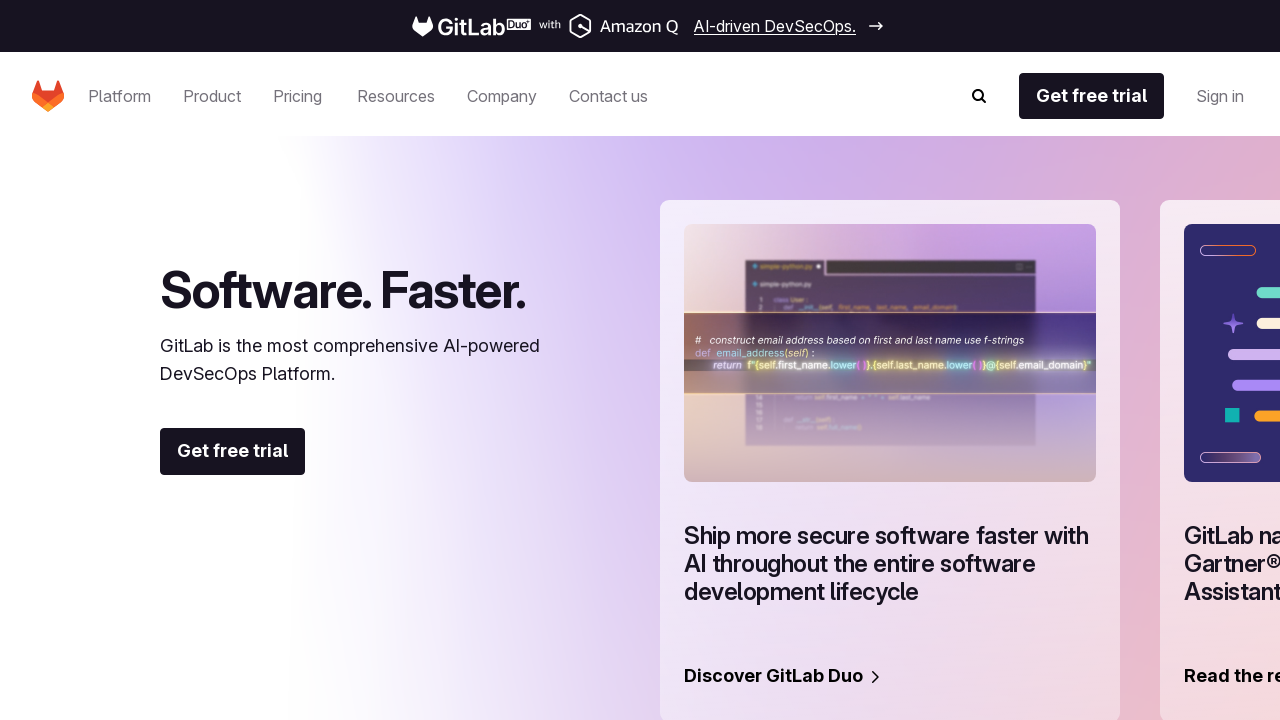 GitLab Duo with Amazon Q AI-driven DevSecOps.
Platform Product Pricing Resources Company Contact us Get free trial Sign in
Software. Faster.
GitLab is the most comprehensive AI-powered
DevSecOps Platform.
Get free trial
simple-python.py
simple-python.py
# construct email address based on first and last name use f-strings
def email_address(self):
return f"{self.first_name.lower()}.{self.last_name.lower()}@{self.email_domain}"
Ship more secure software faster with
AI throughout the entire software
development lifecycle
Discover GitLab Duo
GitLab na
Gartner®
Assistant
Read the re